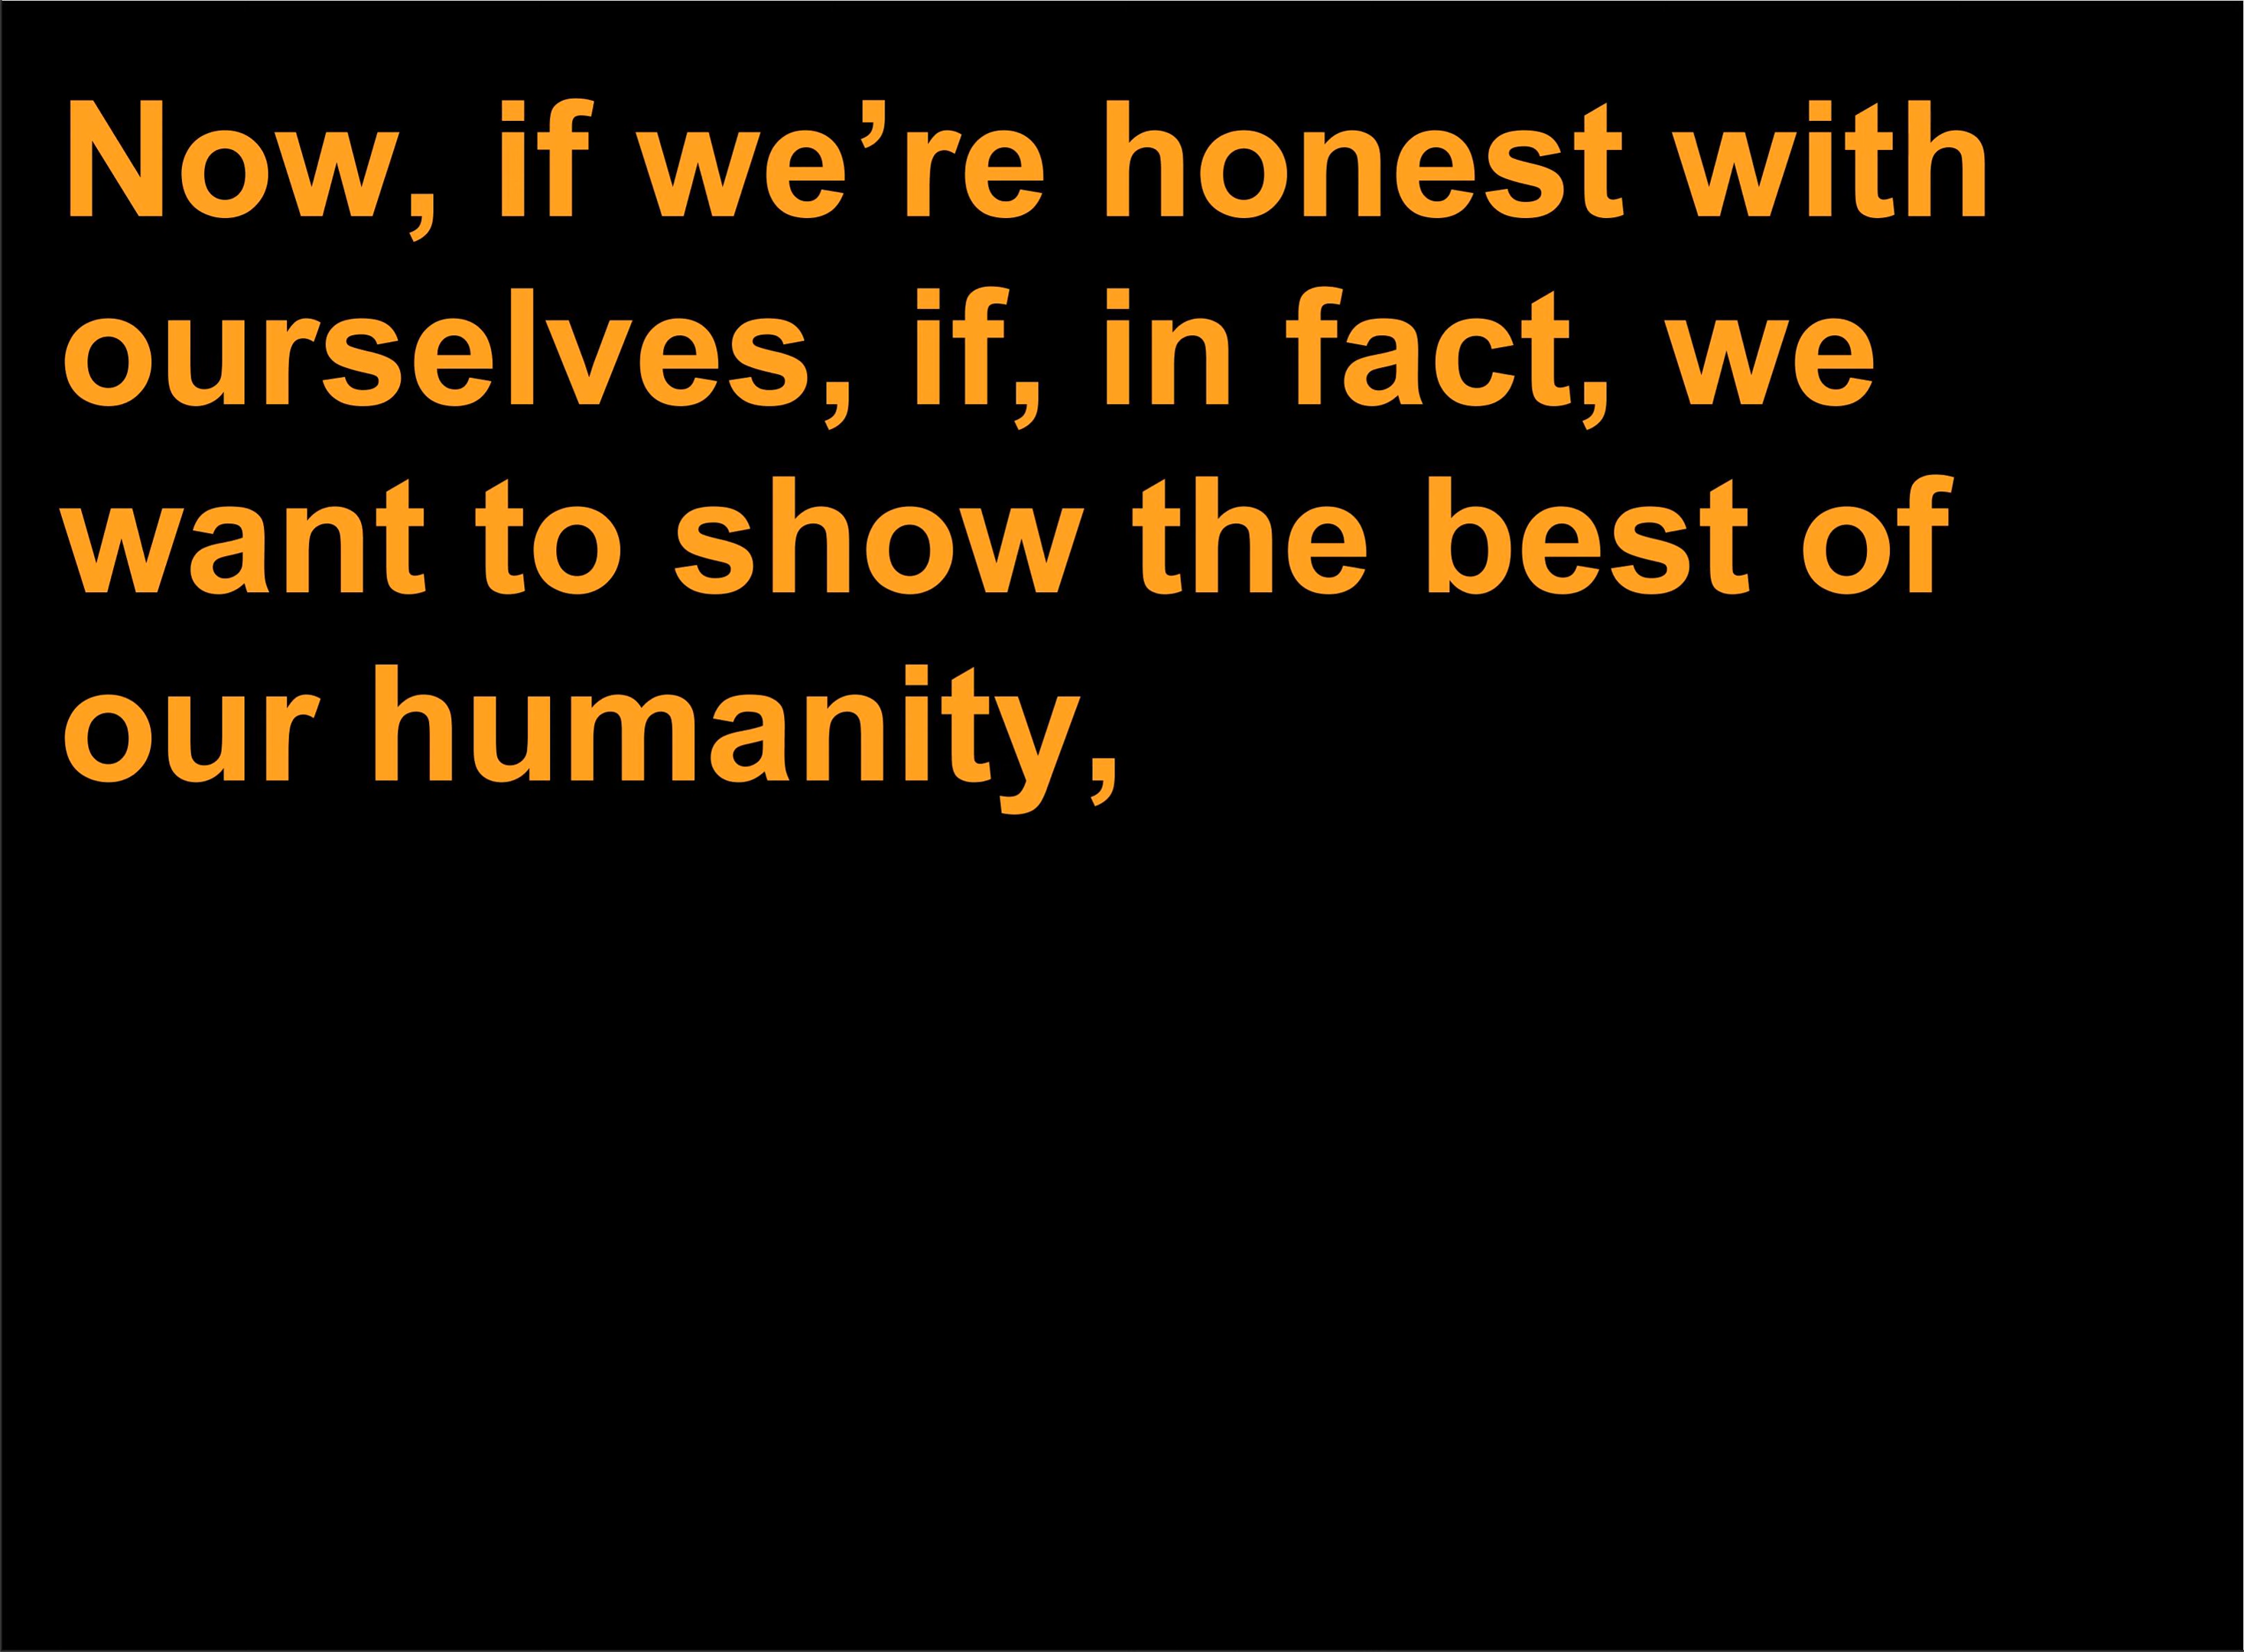 Now, if we’re honest with
ourselves, if, in fact, we
want to show the best of
our humanity,